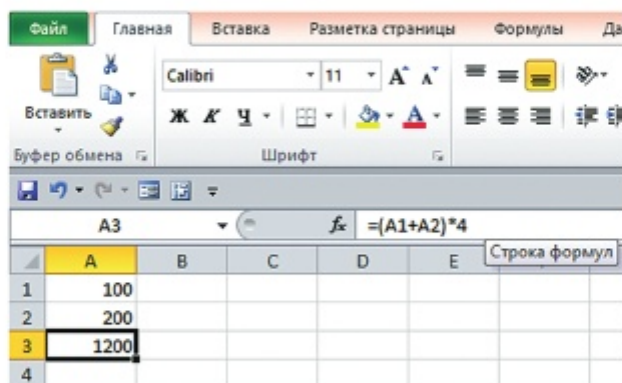 Файл Главная Вставка Разметка страницы Формулы Да
Calibri 11 А А
Вставить
Ж К Ч А
Буфер обмена Шрифт
A3 fx =(A1+A2)*4
Строка формул
A B C D E
1 100
2 200
3 1200
4